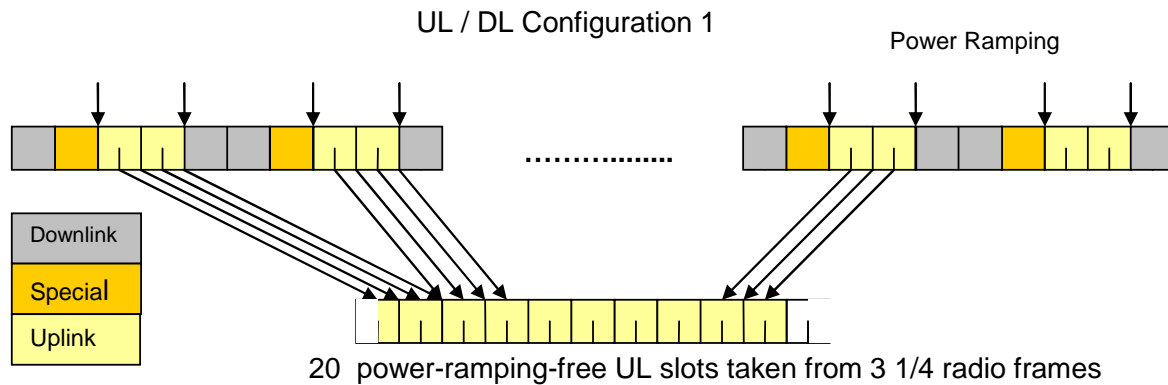 UL / DL Configuration 1
Power Ramping
...............
Downlink
Special
Uplink
20 power-ramping-free UL slots taken from 3 1/4 radio frames